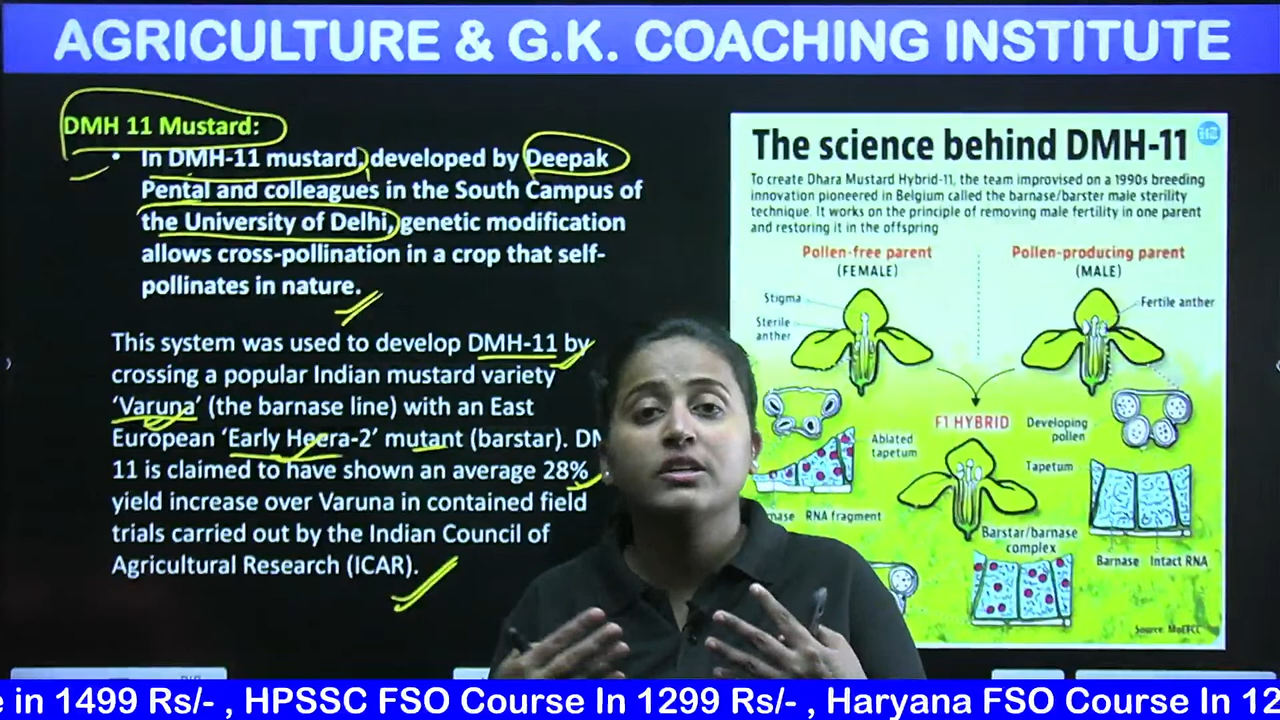 AGRICULTURE & G.K. COACHING INSTITUTE
DMH 11 Mustard:
• In DMH-11 mustard, developed by Deepak
Pental and colleagues in the South Campus of
the University of Delhi, genetic modification
allows cross-pollination in a crop that self-
pollinates in nature.
This system was used to develop DMH-11 by
crossing a popular Indian mustard variety
‘Varuna’ (the barnase line) with an East
European ‘Early Heera-2’ mutant (barstar).
11 is claimed to have shown an average 28%
yield increase over Varuna in contained field
trials carried out by the Indian Council of
Agricultural Research (ICAR).
The science behind DMH-11
To create Dhara Mustard Hybrid-11, the team improvised on a 1990s breeding
innovation pioneered in Belgium called the barnase/barster male sterility
technique. It works on the principle of removing male fertility in one parent
and restoring it in the offspring
Pollen-free parent
(FEMALE)
Pollen-producing parent
(MALE)
Stigma
Sterile
anther
Fertile anther
F1 HYBRID
Developing
pollen
Ablated
tapetum
Tapetum
RNA fragment
Barstar/barnase
complex
Barnase Intact RNA
Source: MoEFCC
in 1499 Rs/- , HPSSC FSO Course In 1299 Rs/- , Haryana FSO Course In